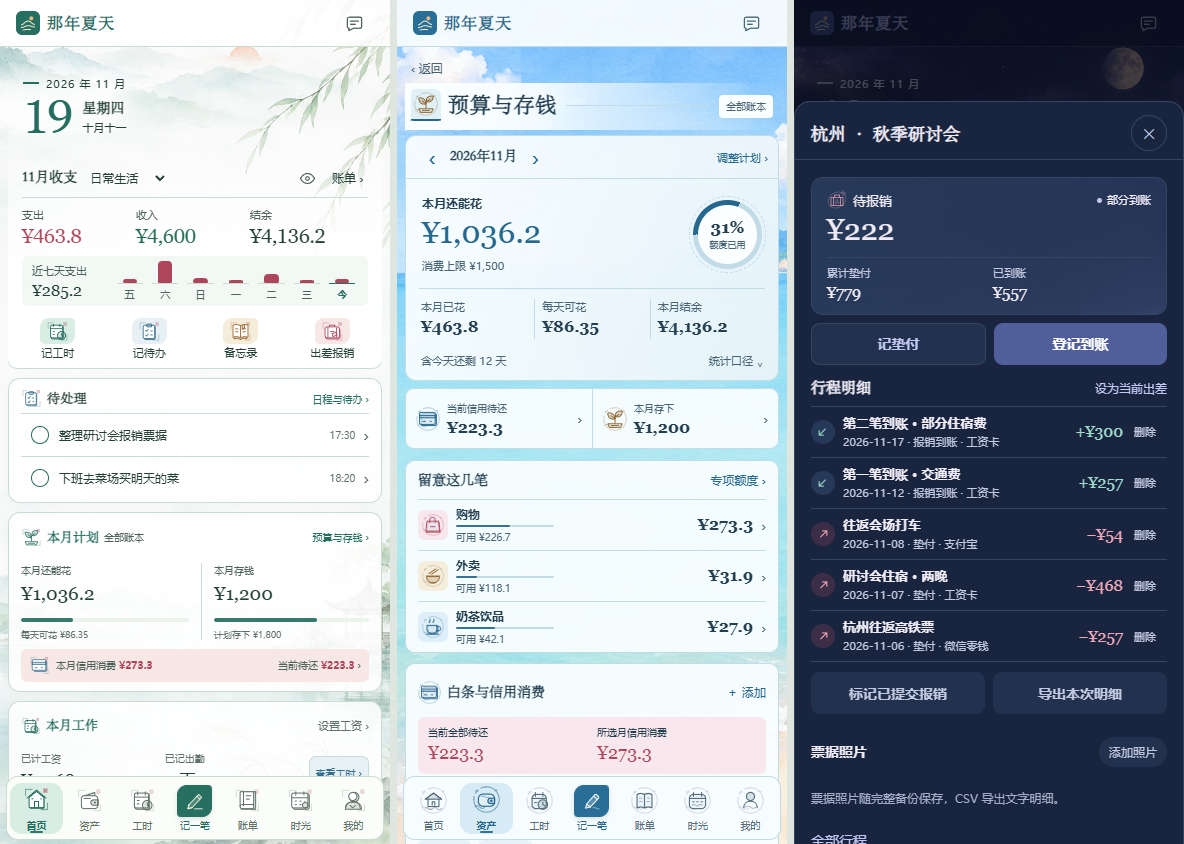 那年夏天
2026 年 11 月
19 星期四
十月十一
11月收支 日常生活 账单 ›
支出 收入 结余
¥463.8 ¥4,600 ¥4,136.2
近七天支出
¥285.2
五 六 日 一 二 三 今
记工时 记待办 备忘录 出差报销
待处理 日程与待办 ›
整理研讨会报销票据 17:30 ›
下班去菜场买明天的菜 18:20 ›
本月计划 全部账本 预算与存钱 ›
本月还能花 本月存钱
¥1,036.2 ¥1,200
每天可花 ¥86.35 计划存下 ¥1,800
本月信用消费 ¥273.3 当前待还 ¥223.3 ›
本月工作 设置工资 ›
已计工资 已记出勤
查看工时 ›
首页 资产 工时 记一笔 账单 时光 我的
那年夏天
‹ 返回
预算与存钱 全部账本
‹ 2026年11月 › 调整计划 ›
本月还能花
¥1,036.2
消费上限 ¥1,500
31%
额度已用
本月已花 每天可花 本月结余
¥463.8 ¥86.35 ¥4,136.2
含今天还剩 12 天 统计口径
当前信用待还 本月存下
¥223.3 › ¥1,200 ›
留意这几笔 专项额度 ›
购物
可用 ¥226.7
¥273.3 ›
外卖
可用 ¥118.1
¥31.9 ›
奶茶饮品
可用 ¥42.1
¥27.9 ›
白条与信用消费 + 添加
当前全部待还 所选月信用消费
¥223.3 ¥273.3
首页 资产 工时 记一笔 账单 时光 我的
那年夏天
2026 年 11 月
杭州 · 秋季研讨会 ×
待报销 • 部分到账
¥222
累计垫付 已到账
¥779 ¥557
记垫付 登记到账
行程明细 设为当前出差
第二笔到账 • 部分住宿费
2026-11-17 · 报销到账 · 工资卡
+¥300 删除
第一笔到账 • 交通费
2026-11-12 · 报销到账 · 工资卡
+¥257 删除
往返会场打车
2026-11-08 · 垫付 · 支付宝
−¥54 删除
研讨会住宿 • 两晚
2026-11-07 · 垫付 · 工资卡
−¥468 删除
杭州往返高铁票
2026-11-06 · 垫付 · 微信零钱
−¥257 删除
标记已提交报销 导出本次明细
票据照片 添加照片
票据照片随完整备份保存，CSV 导出文字明细。
全部行程